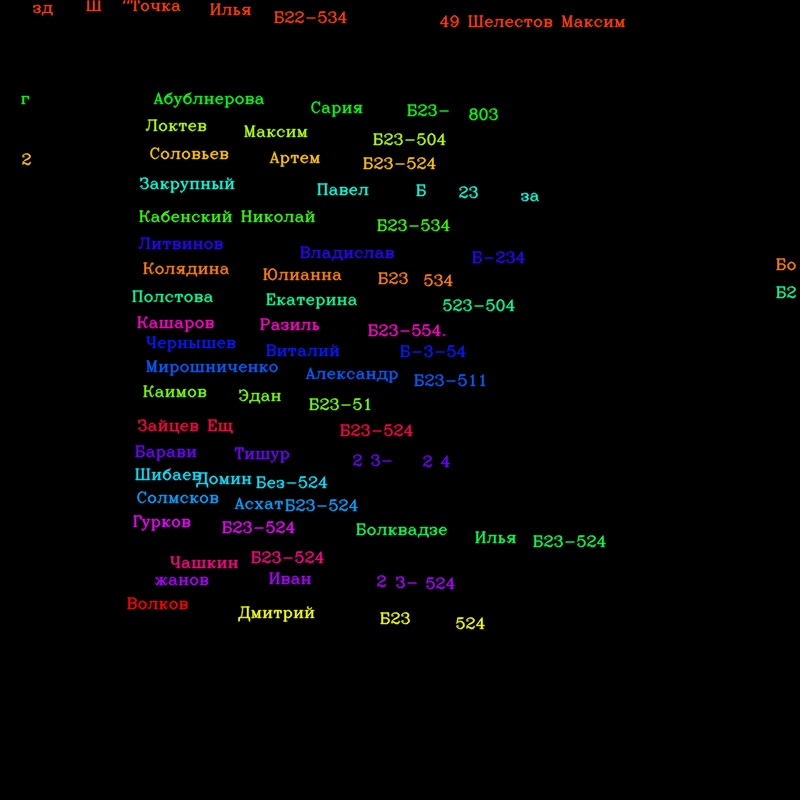 зд Ш "Точка Илья Б22-534 49 Шелестов Максим
г Абублнерова Сария Б23- 803
Локтев Максим Б23-504
2 Соловьев Артем Б23-524
Закрупный Павел Б 23 за
Кабенский Николай Б23-534
Литвинов Владислав Б-234
Колядина Юлианна Б23 534 Бо
Полстова Екатерина 523-504 Б2
Кашаров Разиль Б23-554.
Чернышев Виталий Б-3-54
Мирошниченко Александр Б23-511
Каимов Эдан Б23-51
Зайцев Ещ Б23-524
Барави Тишур 2 3- 2 4
Шибаев Домин Без-524
Солмсков Асхат Б23-524
Гурков Б23-524 Болквадзе Илья Б23-524
Чашкин Б23-524
жанов Иван 2 3- 524
Волков Дмитрий Б23 524